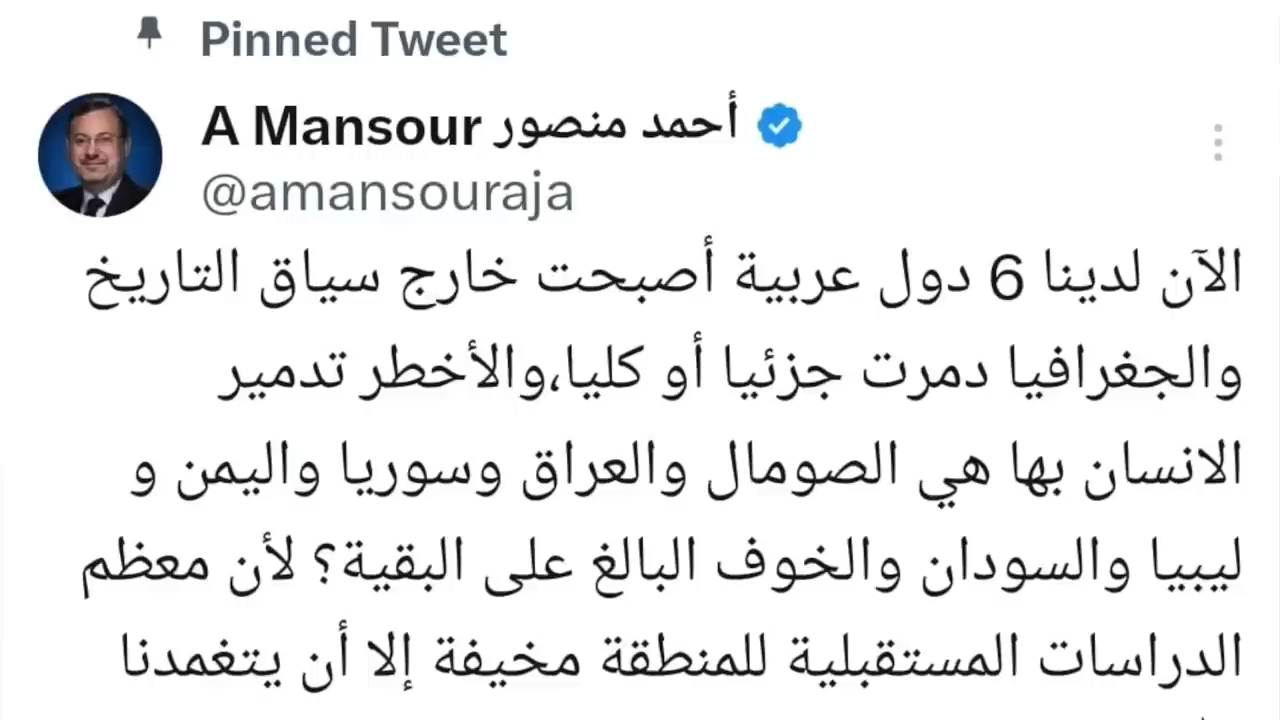 Pinned Tweet
A Mansour أحمد منصور
@amansouraja
الآن لدينا 6 دول عربية أصبحت خارج سياق التاريخ
والجغرافيا دمرت جزئيا أو كليا،والأخطر تدمير
الانسان بها هي الصومال والعراق وسوريا واليمن و
ليبيا والسودان والخوف البالغ على البقية؟ لأن معظم
الدراسات المستقبلية للمنطقة مخيفة إلا أن يتغمدنا